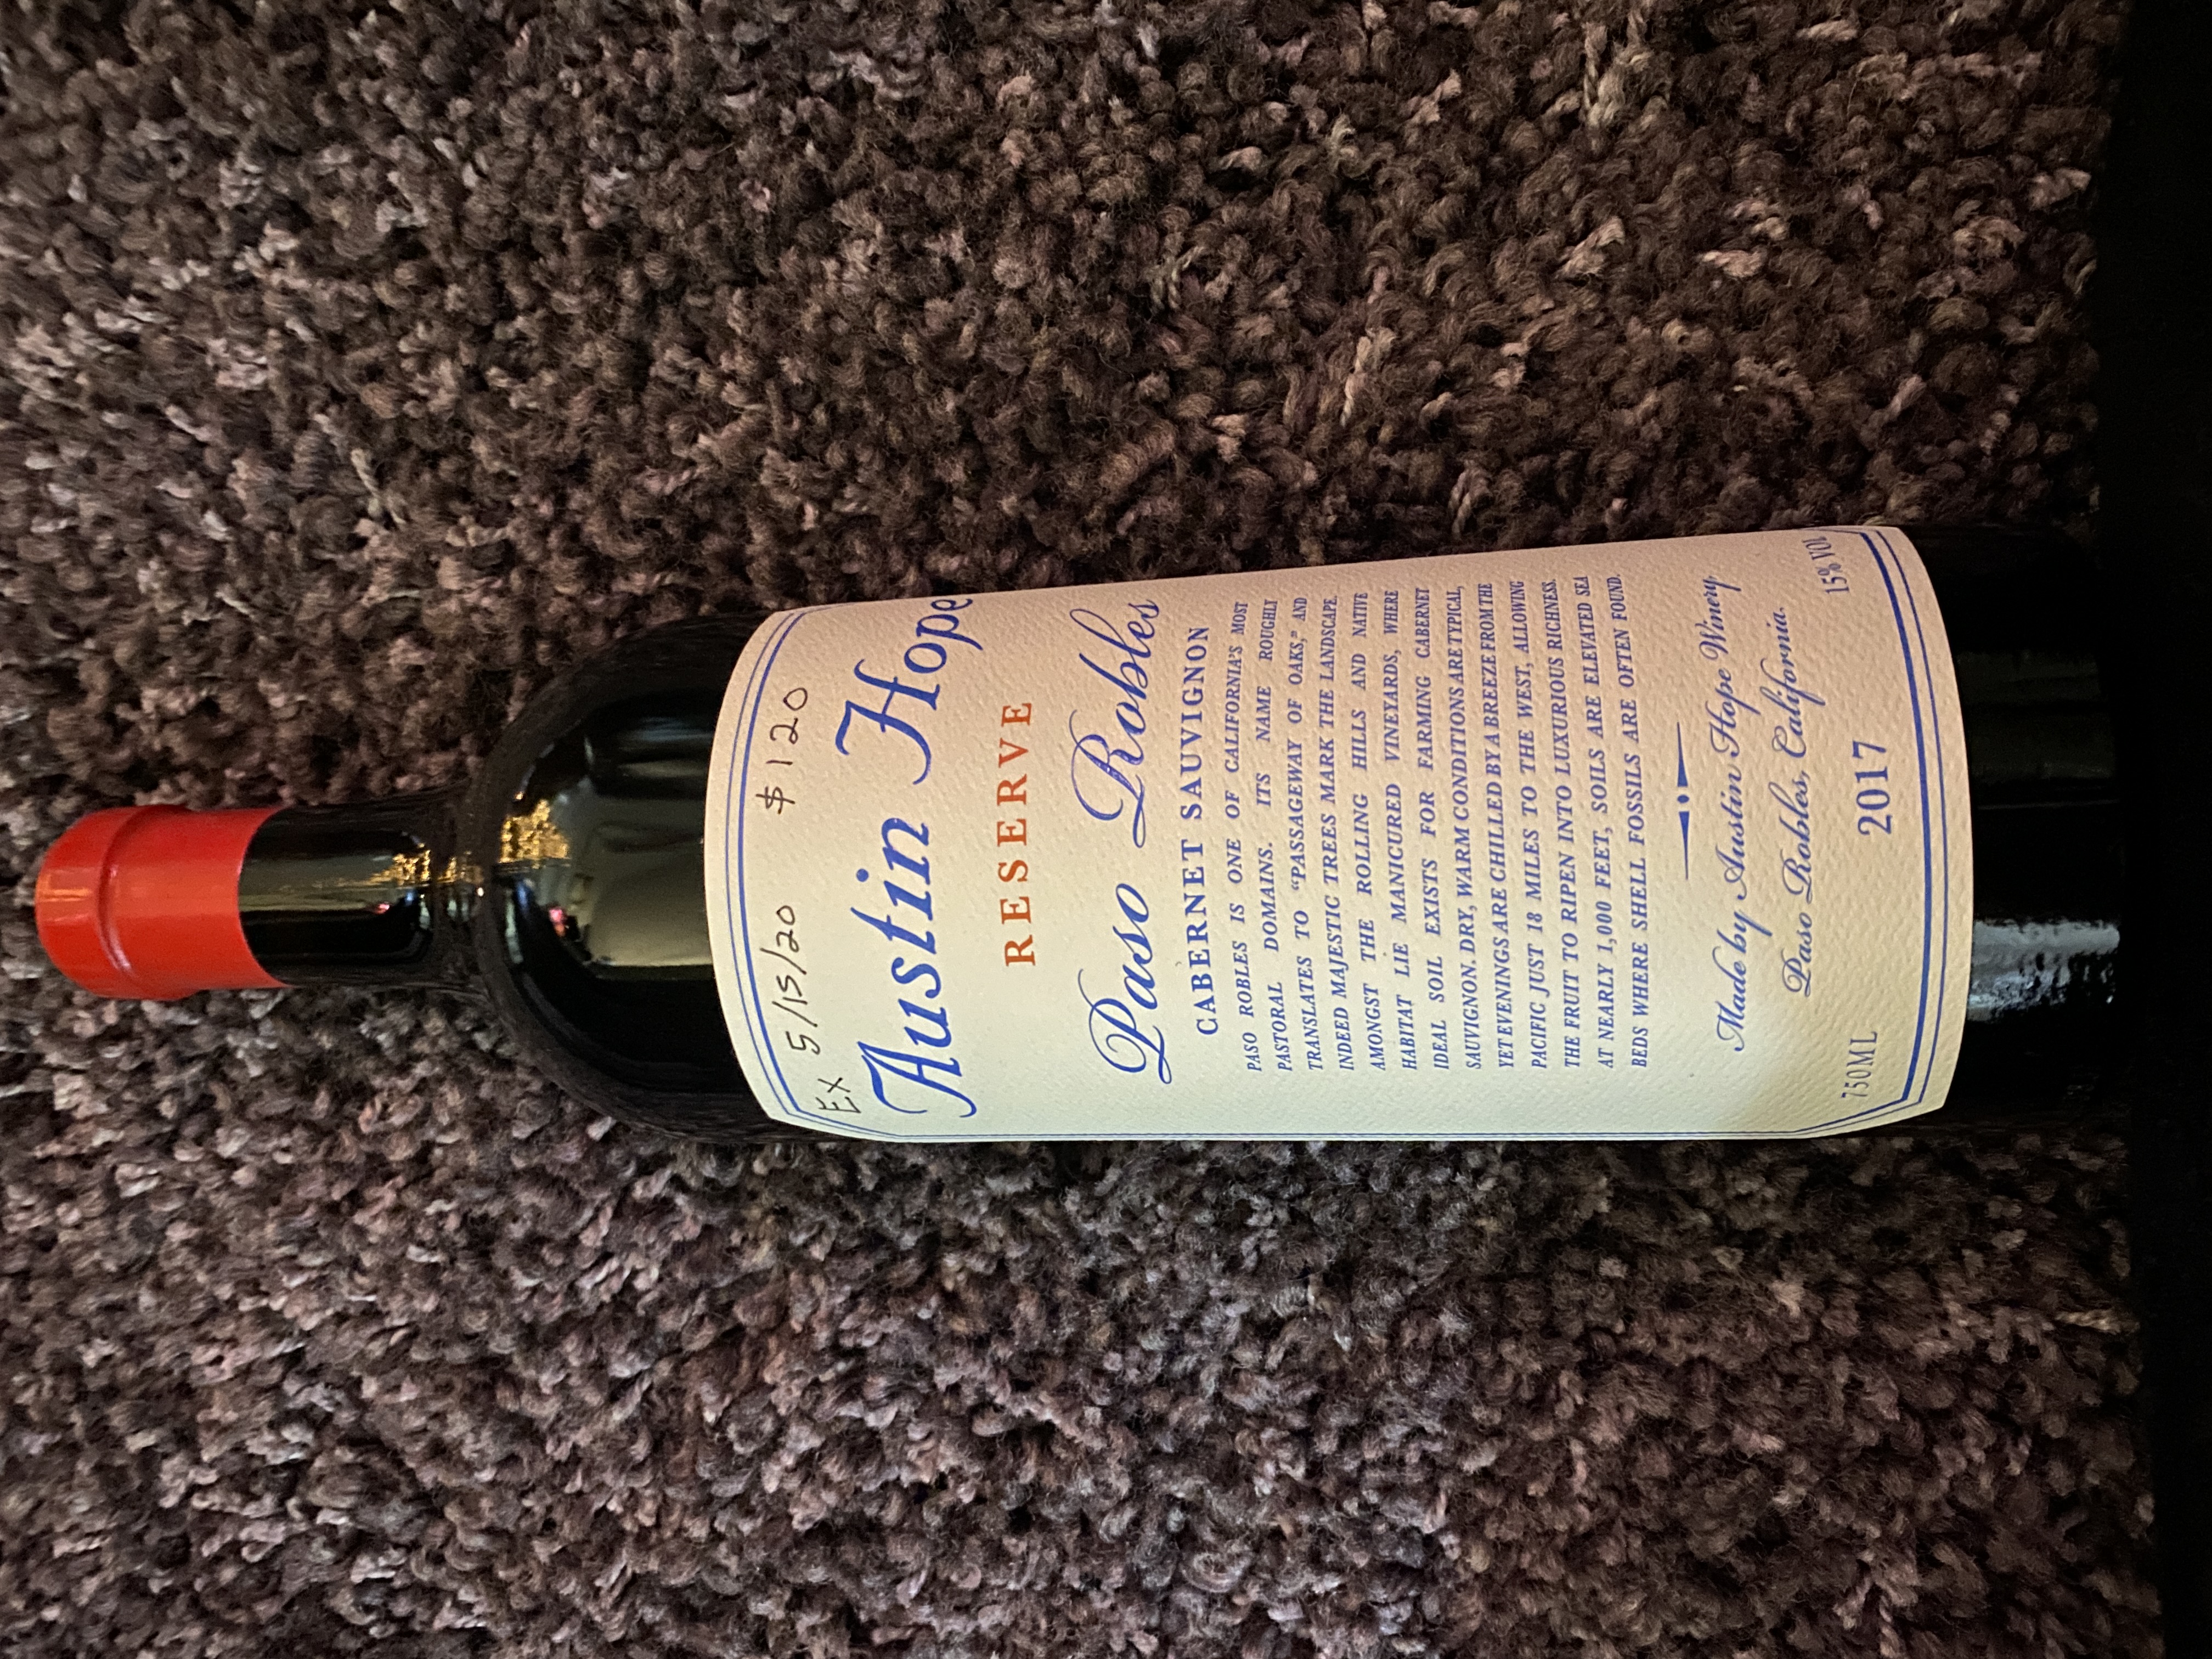 Ex 5/15/20 $120
Austin Hope
RESERVE
Paso Robles
CABERNET SAUVIGNON
PASO ROBLES IS ONE OF CALIFORNIA'S MOST
PASTORAL DOMAINS. ITS NAME ROUGHLY
TRANSLATES TO "PASSAGEWAY OF OAKS," AND
INDEED MAJESTIC TREES MARK THE LANDSCAPE.
AMONGST THE ROLLING HILLS AND NATIVE
HABITAT LIE MANICURED VINEYARDS, WHERE
IDEAL SOIL EXISTS FOR FARMING CABERNET
SAUVIGNON. DRY, WARM CONDITIONS ARE TYPICAL,
YET EVENINGS ARE CHILLED BY A BREEZE FROM THE
PACIFIC JUST 18 MILES TO THE WEST, ALLOWING
THE FRUIT TO RIPEN INTO LUXURIOUS RICHNESS.
AT NEARLY 1,000 FEET, SOILS ARE ELEVATED SEA
BEDS WHERE SHELL FOSSILS ARE OFTEN FOUND.
Made by Austin Hope Winery
Paso Robles, California.
750ML 2017 15% VOL